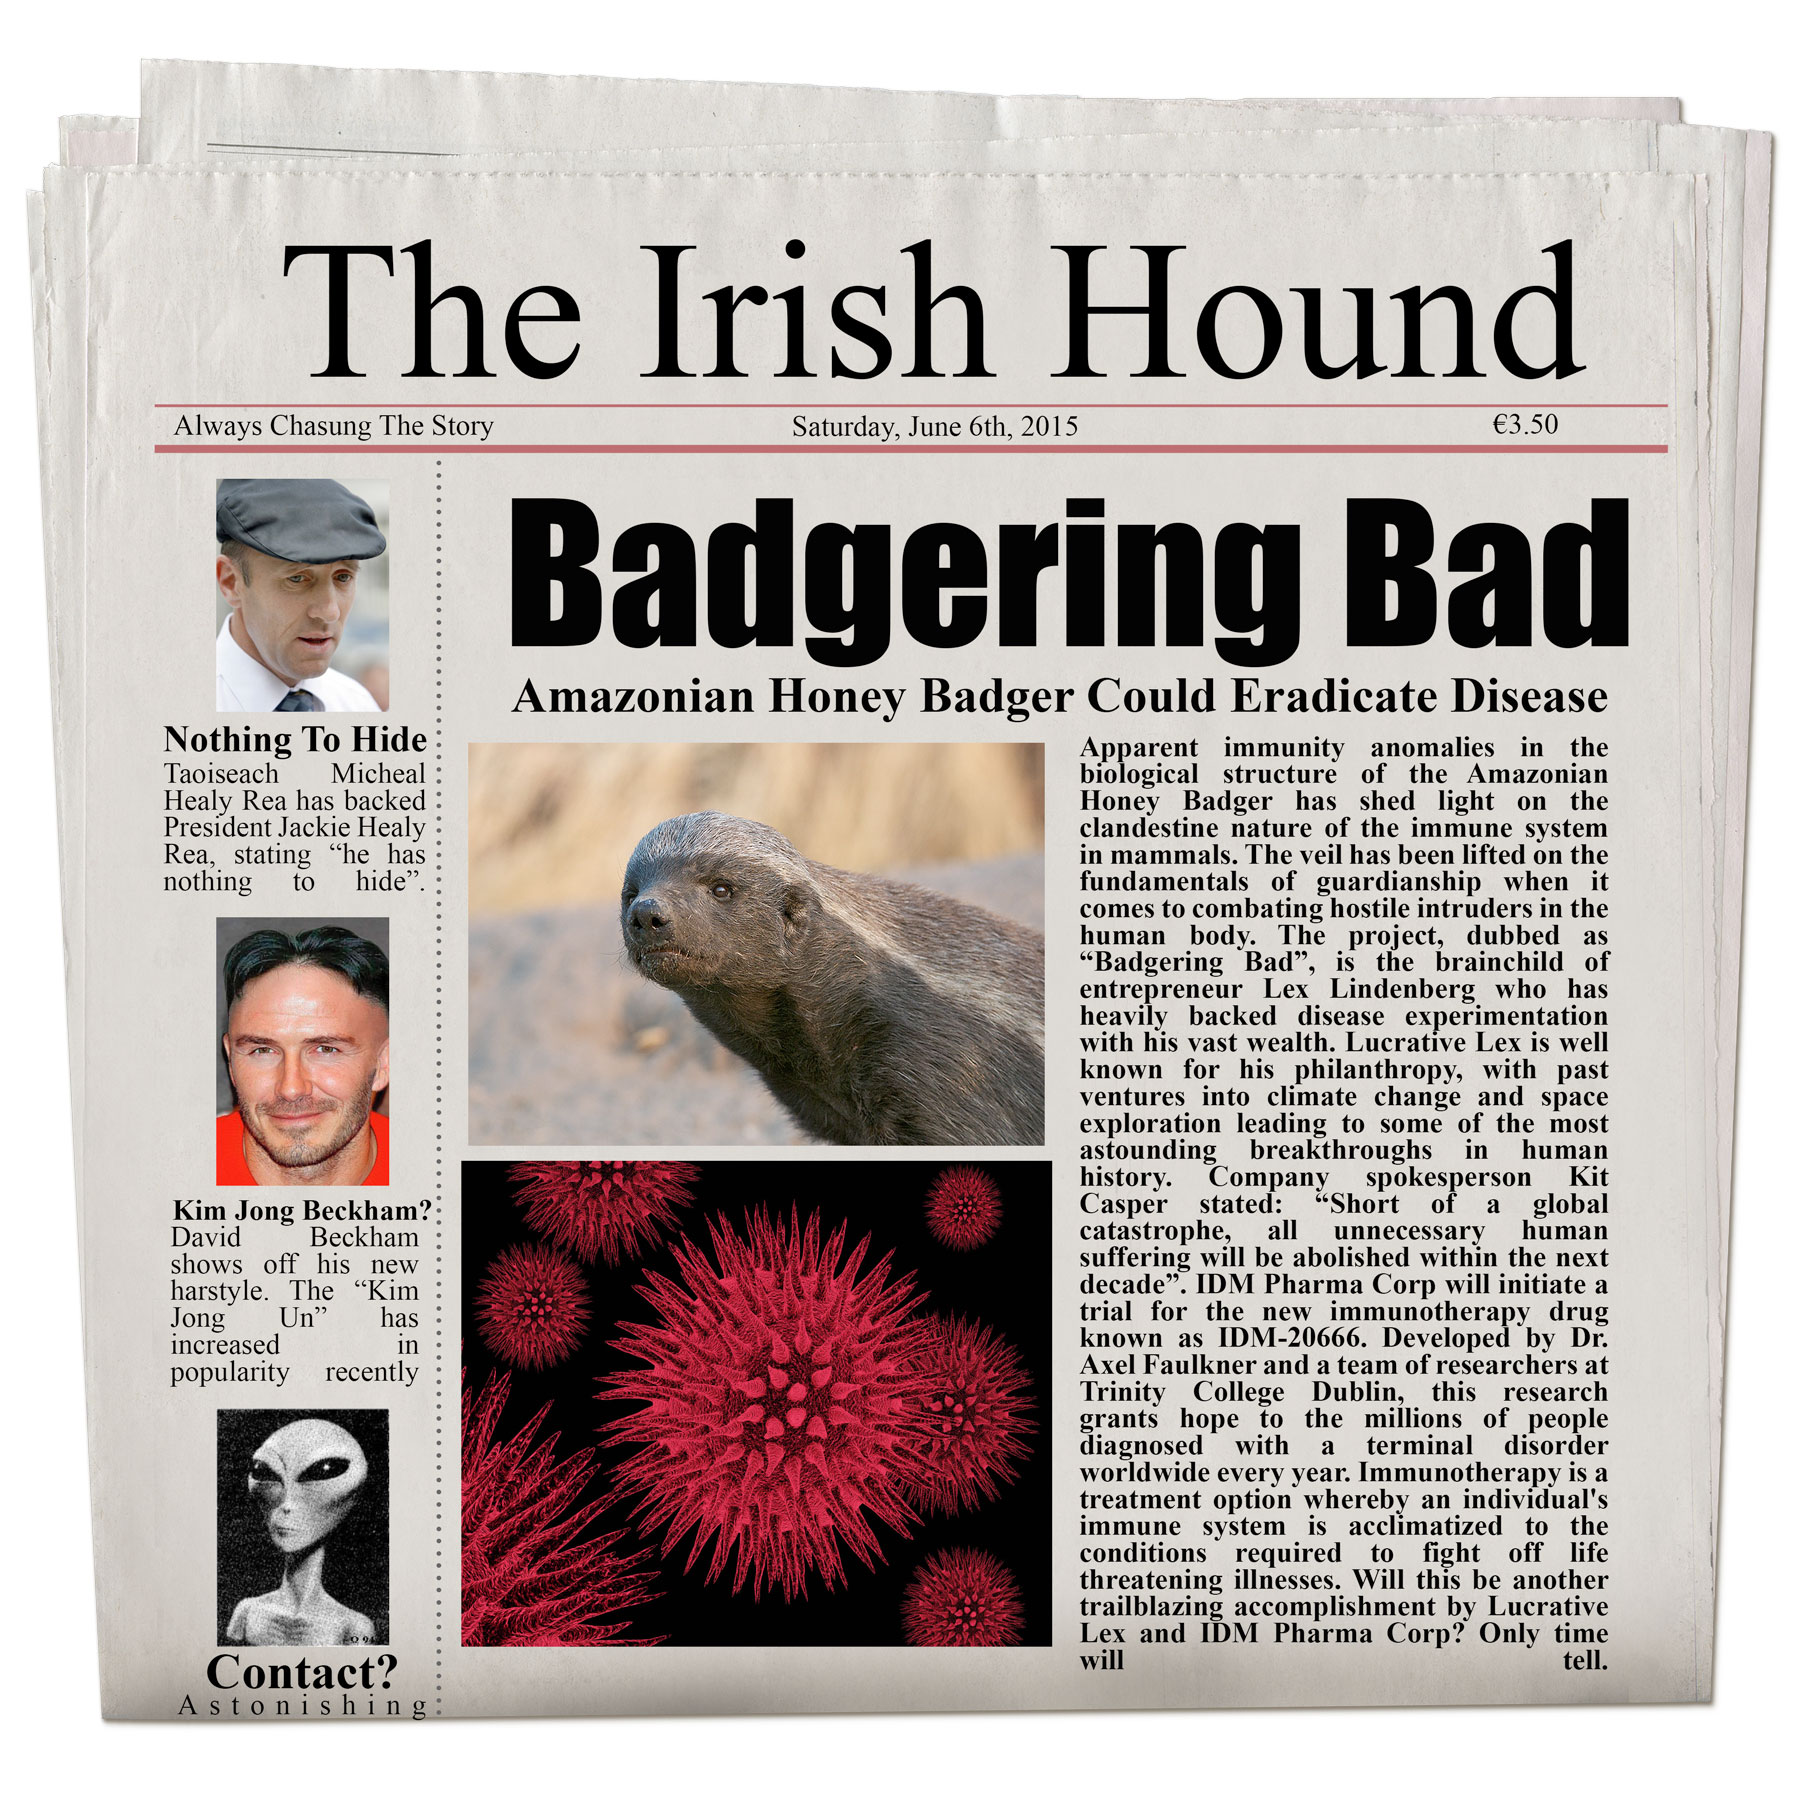 The Irish Hound
Always Chasung The Story
Saturday, June 6th, 2015
€3.50
Nothing To Hide
Taoiseach Micheal
Healy Rea has backed
President Jackie Healy
Rea, stating “he has
nothing to hide”.
Kim Jong Beckham?
David Beckham
shows off his new
harstyle. The “Kim
Jong Un” has
increased in
popularity recently
Contact?
Astonishing
Badgering Bad
Amazonian Honey Badger Could Eradicate Disease
Apparent immunity anomalies in the
biological structure of the Amazonian
Honey Badger has shed light on the
clandestine nature of the immune system
in mammals. The veil has been lifted on the
fundamentals of guardianship when it
comes to combating hostile intruders in the
human body. The project, dubbed as
“Badgering Bad”, is the brainchild of
entrepreneur Lex Lindenberg who has
heavily backed disease experimentation
with his vast wealth. Lucrative Lex is well
known for his philanthropy, with past
ventures into climate change and space
exploration leading to some of the most
astounding breakthroughs in human
history. Company spokesperson Kit
Casper stated: “Short of a global
catastrophe, all unnecessary human
suffering will be abolished within the next
decade”. IDM Pharma Corp will initiate a
trial for the new immunotherapy drug
known as IDM-20666. Developed by Dr.
Axel Faulkner and a team of researchers at
Trinity College Dublin, this research
grants hope to the millions of people
diagnosed with a terminal disorder
worldwide every year. Immunotherapy is a
treatment option whereby an individual's
immune system is acclimatized to the
conditions required to fight off life
threatening illnesses. Will this be another
trailblazing accomplishment by Lucrative
Lex and IDM Pharma Corp? Only time
will tell.